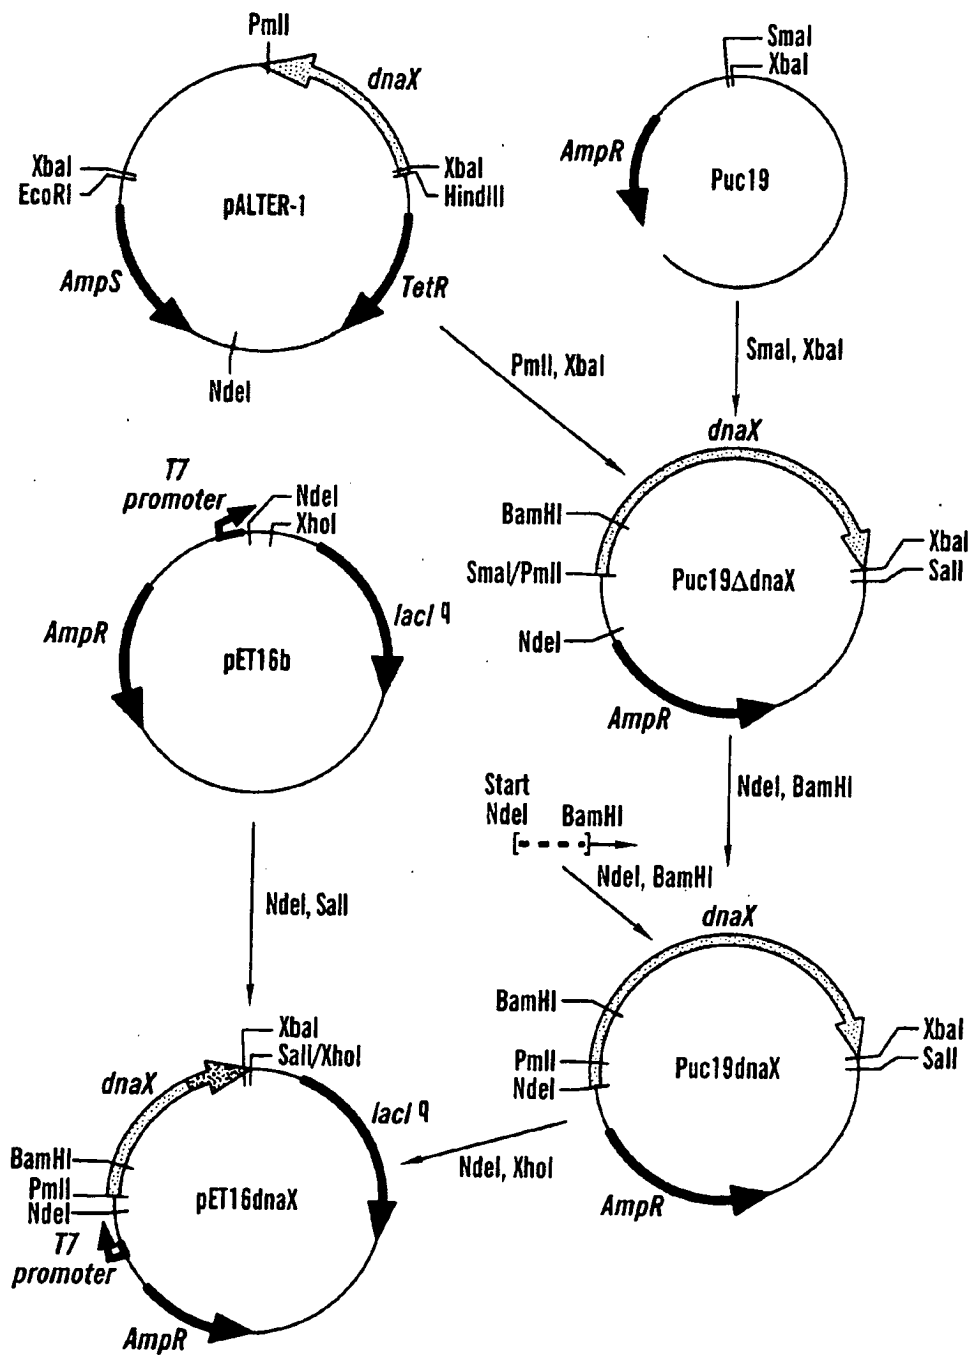 PmlI
dnaX
XbaI
EcoRI
XbaI
HindIII
pALTER-1
AmpS
TetR
NdeI
SmaI
XbaI
AmpR
Puc19
PmlI, XbaI
SmaI, XbaI
T7
promoter
NdeI
XhoI
AmpR
lacI q
pET16b
dnaX
BamHI
SmaI/PmlI
NdeI
XbaI
SalI
Puc19ΔdnaX
AmpR
NdeI, BamHI
Start
NdeI
BamHI
NdeI, BamHI
NdeI, SalI
dnaX
BamHI
PmlI
NdeI
XbaI
SalI
Puc19dnaX
AmpR
NdeI, XhoI
XbaI
SalI/XhoI
dnaX
lacI q
BamHI
PmlI
NdeI
pET16dnaX
T7
promoter
AmpR